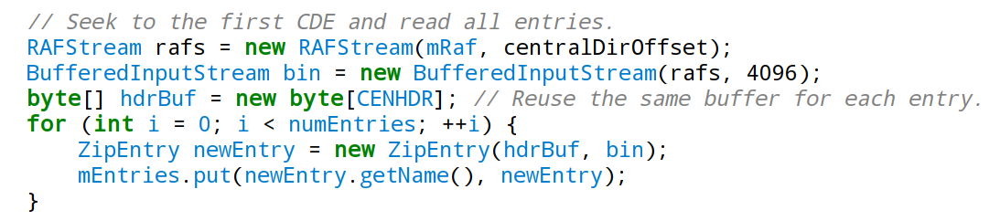 // Seek to the first CDE and read all entries.
RAFStream rafs = new RAFStream(mRaf, centralDirOffset);
BufferedInputStream bin = new BufferedInputStream(rafs, 4096);
byte[] hdrBuf = new byte[CENHDR]; // Reuse the same buffer for each entry.
for (int i = 0; i < numEntries; ++i) {
    ZipEntry newEntry = new ZipEntry(hdrBuf, bin);
    mEntries.put(newEntry.getName(), newEntry);
}